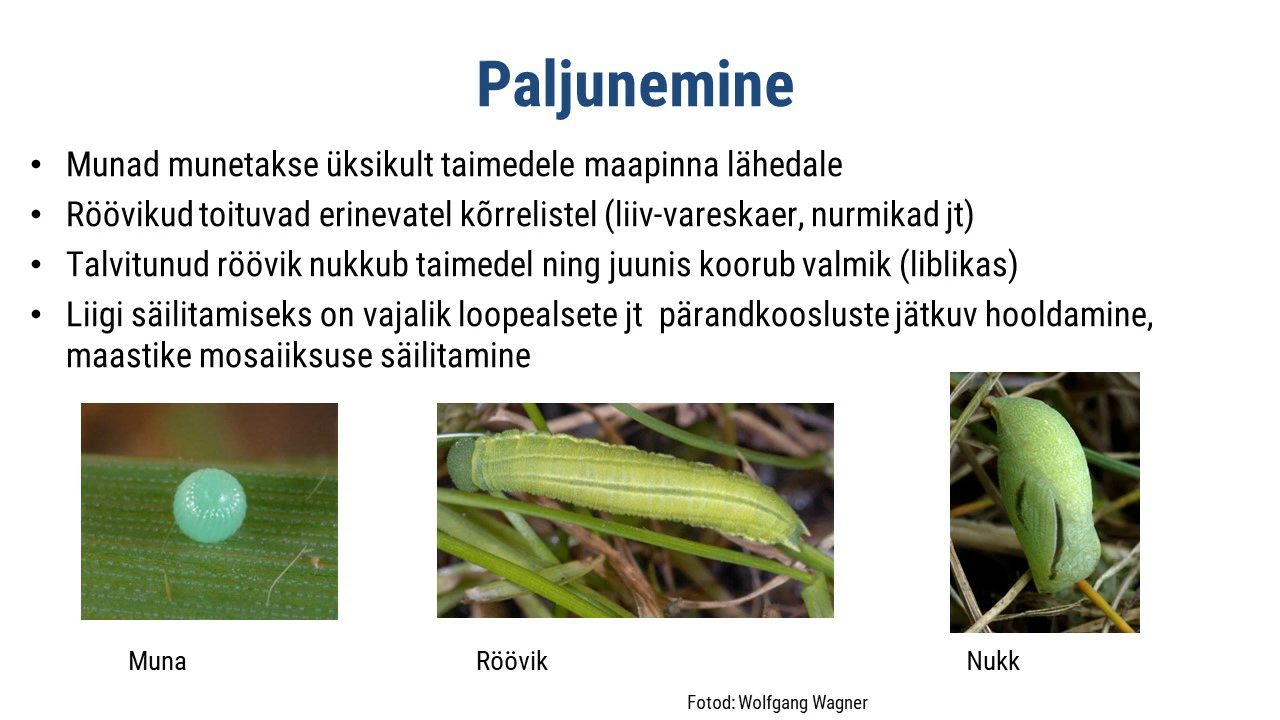 Paljunemine
• Munad munetakse üksikult taimedele maapinna lähedale
• Röövikud toituvad erinevatel kõrrelistel (liiv-vareskaer, nurmikad jt)
• Talvitunud röövik nukkub taimedel ning juunis koorub valmik (liblikas)
• Liigi säilitamiseks on vajalik loopealsete jt  pärandkoosluste jätkuv hooldamine,
maastike mosaiiksuse säilitamine
Muna
Röövik
Nukk
Fotod: Wolfgang Wagner